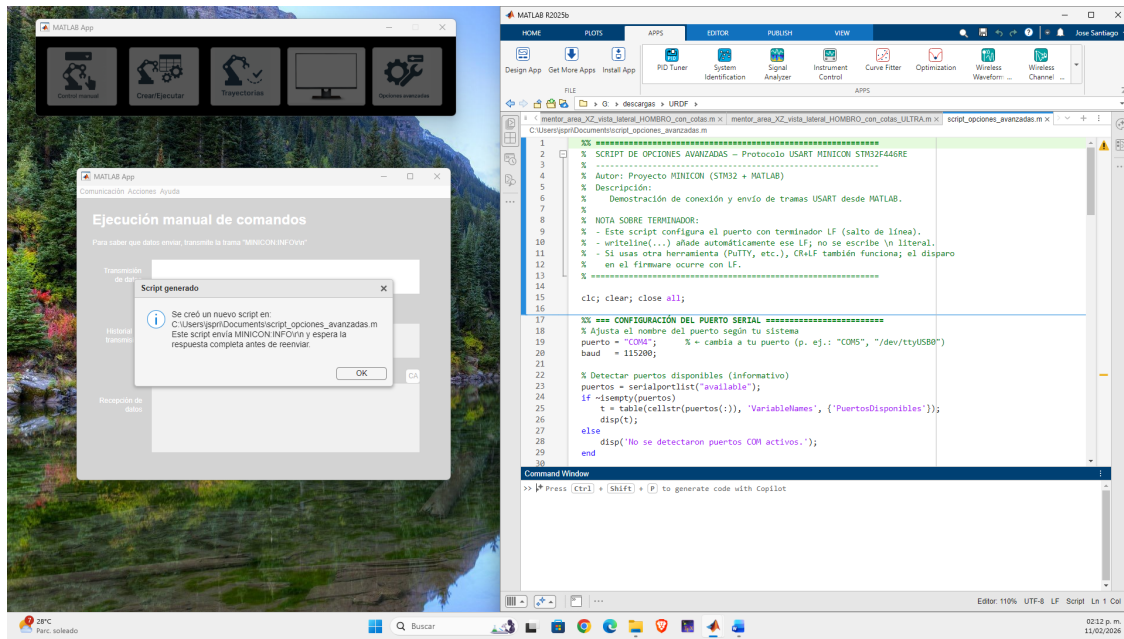 MATLAB App
Control manual
Crear/Ejecutar
Trayectorias
Opciones avanzadas
MATLAB App
Comunicación Acciones Ayuda
Ejecución manual de comandos
Para saber que datos enviar, transmite la trama "MINICON:INFO\r\n"
Transmisión
Script generado
Se creó un nuevo script en:
C:\Users\jspri\Documents\script_opciones_avanzadas.m
Este script envía MINICON:INFO\r\n y espera la
respuesta completa antes de reenviar.
OK
Historial
CA
Recepción de
datos
MATLAB R2025b
HOME PLOTS APPS EDITOR PUBLISH VIEW Jose Santiago
Design App Get More Apps Install App
PID Tuner System Identification Signal Analyzer Instrument Control Curve Fitter Optimization Wireless Waveform ... Wireless Channel ...
FILE APPS
G: descargas URDF
mentor_area_XZ_vista_lateral_HOMBRO_con_cotas.m mentor_area_XZ_vista_lateral_HOMBRO_con_cotas_ULTRA.m script_opciones_avanzadas.m
C:\Users\jspri\Documents\script_opciones_avanzadas.m
1 %% ================================================================
2 % SCRIPT DE OPCIONES AVANZADAS — Protocolo USART MINICON STM32F446RE
3 % ----------------------------------------------------------------
4 % Autor: Proyecto MINICON (STM32 + MATLAB)
5 % Descripción:
6 % Demostración de conexión y envío de tramas USART desde MATLAB.
7 %
8 % NOTA SOBRE TERMINADOR:
9 % - Este script configura el puerto con terminador LF (salto de línea).
10 % - writeline(...) añade automáticamente ese LF; no se escribe \n literal.
11 % - Si usas otra herramienta (PuTTY, etc.), CR+LF también funciona; el disparo
12 % en el firmware ocurre con LF.
13 % ================================================================
14
15 clc; clear; close all;
16
17 %% === CONFIGURACIÓN DEL PUERTO SERIAL ==========================
18 % Ajusta el nombre del puerto según tu sistema
19 puerto = "COM4"; % ← cambia a tu puerto (p. ej.: "COM5", "/dev/ttyUSB0")
20 baud = 115200;
21
22 % Detectar puertos disponibles (informativo)
23 puertos = serialportlist("available");
24 if ~isempty(puertos)
25 t = table(cellstr(puertos(:)), 'VariableNames', {'PuertosDisponibles'});
26 disp(t);
27 else
28 disp('No se detectaron puertos COM activos.');
29 end
30
Command Window
>> Press Ctrl + Shift + P to generate code with Copilot
Editor: 110% UTF-8 LF Script Ln 1 Col
7
28°C
Parc. soleado
Buscar
02:12 p. m.
11/02/2026